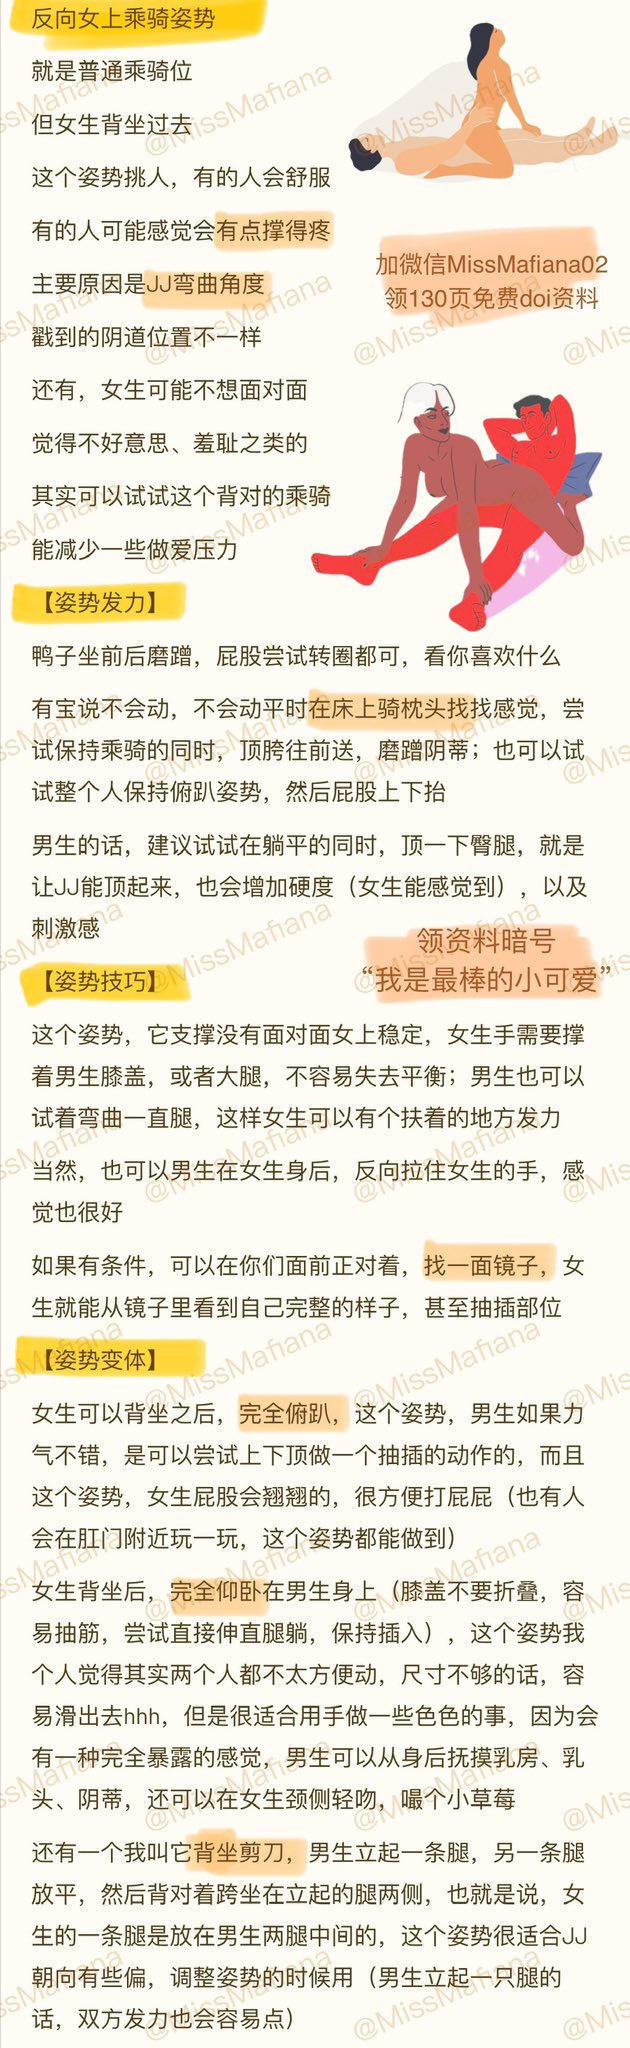 反向女上乘骑姿势
就是普通乘骑位
但女生背坐过去
这个姿势挑人，有的人会舒服
有的人可能感觉会有点撑得疼
主要原因是JJ弯曲角度
戳到的阴道位置不一样
还有，女生可能不想面对面
觉得不好意思、羞耻之类的
其实可以试试这个背对的乘骑
能减少一些做爱压力
加微信MissMafiana02
领130页免费doi资料
【姿势发力】
鸭子坐前后磨蹭，屁股尝试转圈都可，看你喜欢什么
有宝说不会动，不会动平时在床上骑枕头找找感觉，尝
试保持乘骑的同时，顶胯往前送，磨蹭阴蒂；也可以试
试整个人保持俯趴姿势，然后屁股上下抬
男生的话，建议试试在躺平的同时，顶一下臀腿，就是
让JJ能顶起来，也会增加硬度（女生能感觉到），以及
刺激感
领资料暗号
“我是最棒的小可爱”
【姿势技巧】
这个姿势，它支撑没有面对面女上稳定，女生手需要撑
着男生膝盖，或者大腿，不容易失去平衡；男生也可以
试着弯曲一直腿，这样女生可以有个扶着的地方发力
当然，也可以男生在女生身后，反向拉住女生的手，感
觉也很好
如果有条件，可以在你们面前正对着，找一面镜子，女
生就能从镜子里看到自己完整的样子，甚至抽插部位
【姿势变体】
女生可以背坐之后，完全俯趴，这个姿势，男生如果力
气不错，是可以尝试上下顶做一个抽插的动作的，而且
这个姿势，女生屁股会翘翘的，很方便打屁屁（也有人
会在肛门附近玩一玩，这个姿势都能做到）
女生背坐后，完全仰卧在男生身上（膝盖不要折叠，容
易抽筋，尝试直接伸直腿躺，保持插入），这个姿势我
个人觉得其实两个人都不太方便动，尺寸不够的话，容
易滑出去hhh，但是很适合用手做一些色色的事，因为会
有一种完全暴露的感觉，男生可以从身后抚摸乳房、乳
头、阴蒂，还可以在女生颈侧轻吻，嘬个小草莓
还有一个我叫它背坐剪刀，男生立起一条腿，另一条腿
放平，然后背对着跨坐在立起的腿两侧，也就是说，女
生的一条腿是放在男生两腿中间的，这个姿势很适合JJ
朝向有些偏，调整姿势的时候用（男生立起一只腿的
话，双方发力也会容易点）
@MissMafiana